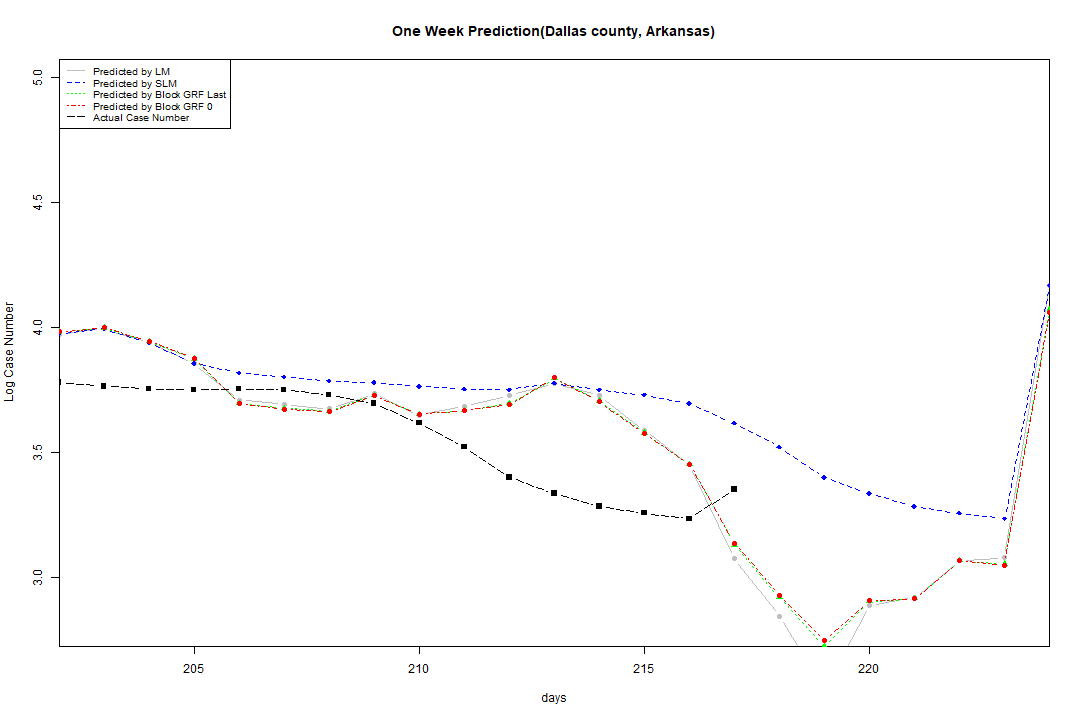 One Week Prediction(Dallas county, Arkansas)
Predicted by LM
Predicted by SLM
Predicted by Block GRF Last
Predicted by Block GRF 0
Actual Case Number
5.0
4.5
4.0
3.5
3.0
Log Case Number
205 210 215 220
days